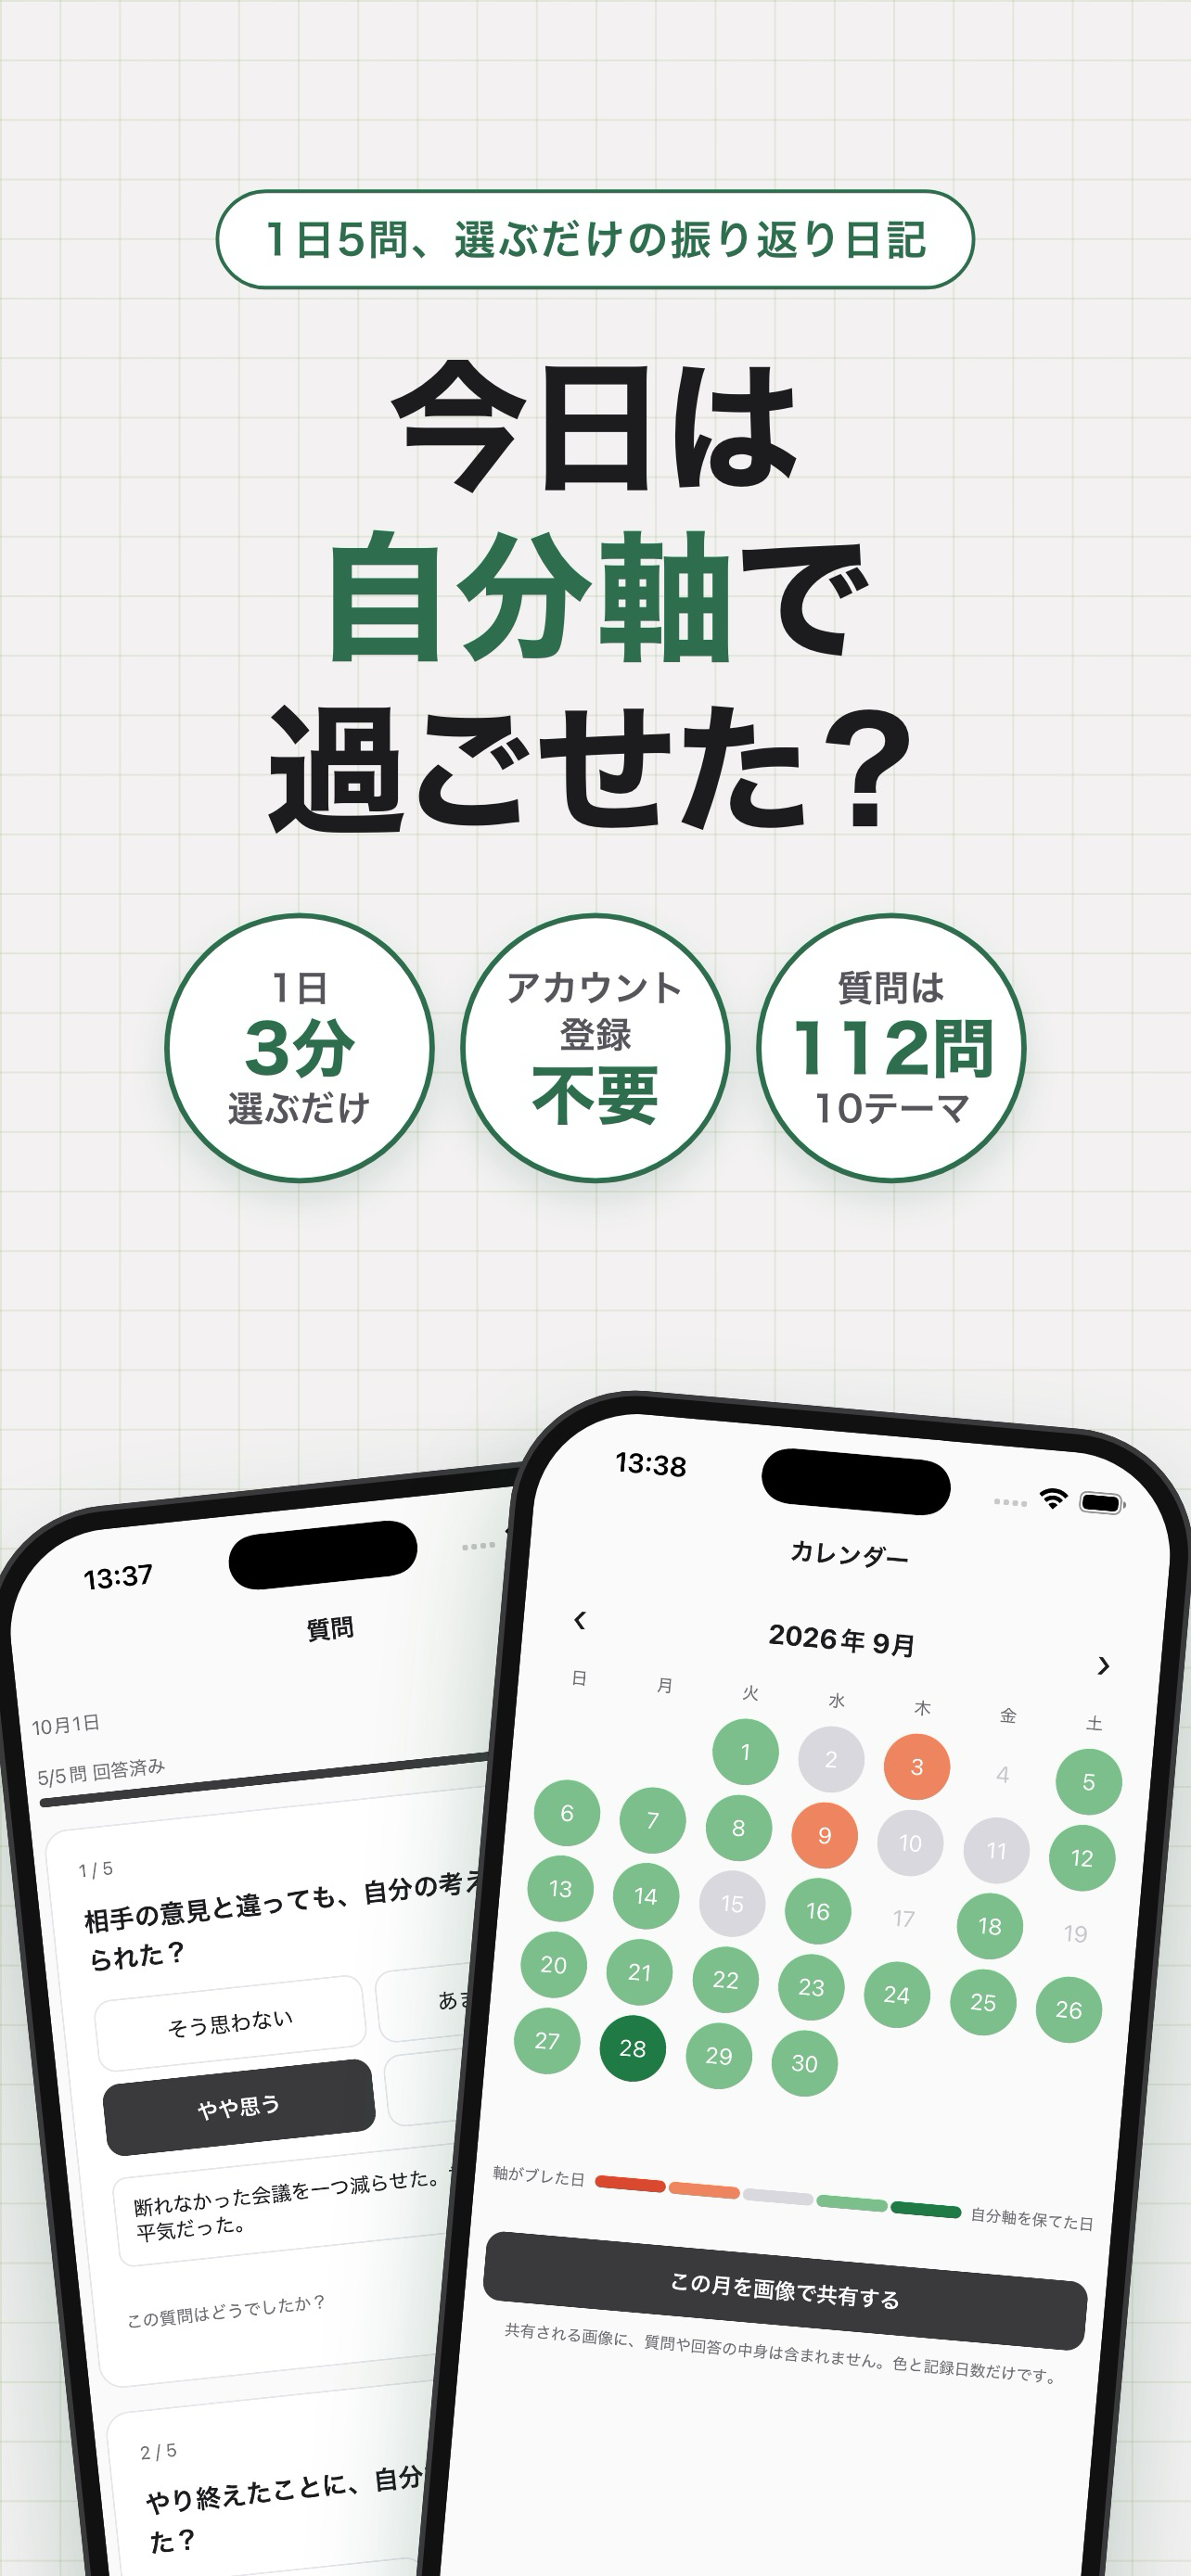 1日5問、選ぶだけの振り返り日記
今日は
自分軸で
過ごせた？
1日
3分
選ぶだけ
アカウント
登録
不要
質問は
112問
10テーマ
13:37
質問
10月1日
5/5問 回答済み
1 / 5
相手の意見と違っても、自分の考え
られた？
そう思わない
あま
やや思う
断れなかった会議を一つ減らせた。
平気だった。
この質問はどうでしたか？
2 / 5
やり終えたことに、自分
た？
13:38
カレンダー
‹ 2026年 9月 ›
日 月 火 水 木 金 土
1 2 3 4 5
6 7 8 9 10 11 12
13 14 15 16 17 18 19
20 21 22 23 24 25 26
27 28 29 30
軸がブレた日 自分軸を保てた日
この月を画像で共有する
共有される画像に、質問や回答の中身は含まれません。色と記録日数だけです。